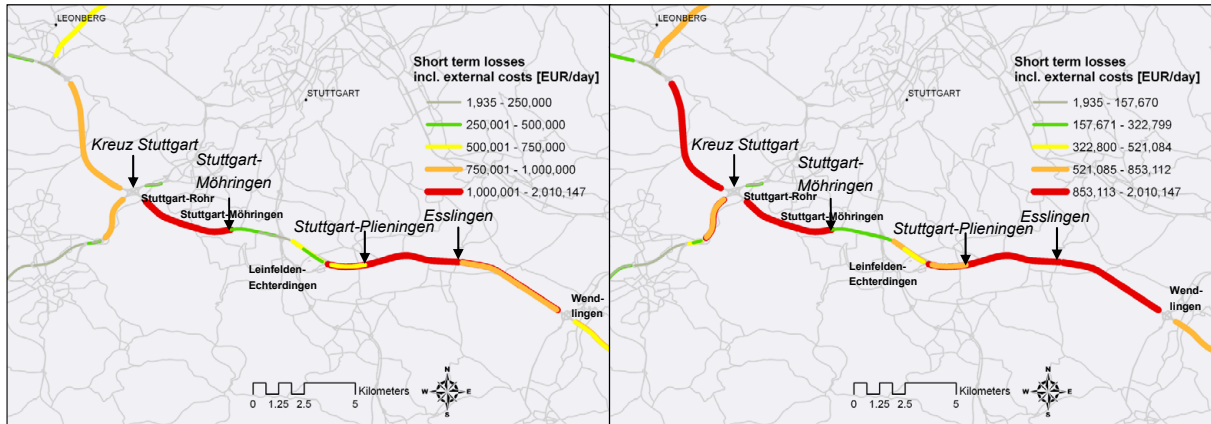 LEONBERG
STUTTGART
Short term losses
incl. external costs [EUR/day]
1,935 - 250,000
250,001 - 500,000
500,001 - 750,000
750,001 - 1,000,000
1,000,001 - 2,010,147
Kreuz Stuttgart
Stuttgart-
Möhringen
Stuttgart-Rohr
Stuttgart-Möhringen
Stuttgart-Plieningen
Esslingen
Leinfelden-
Echterdingen
Wend-
lingen
N
W
E
S
Kilometers
0 1.25 2.5 5
LEONBERG
STUTTGART
Short term losses
incl. external costs [EUR/day]
1,935 - 157,670
157,671 - 322,799
322,800 - 521,084
521,085 - 853,112
853,113 - 2,010,147
Kreuz Stuttgart
Stuttgart-
Möhringen
Stuttgart-Rohr
Stuttgart-Möhringen
Stuttgart-Plieningen
Esslingen
Leinfelden-
Echterdingen
Wend-
lingen
N
W
E
S
Kilometers
0 1.25 2.5 5